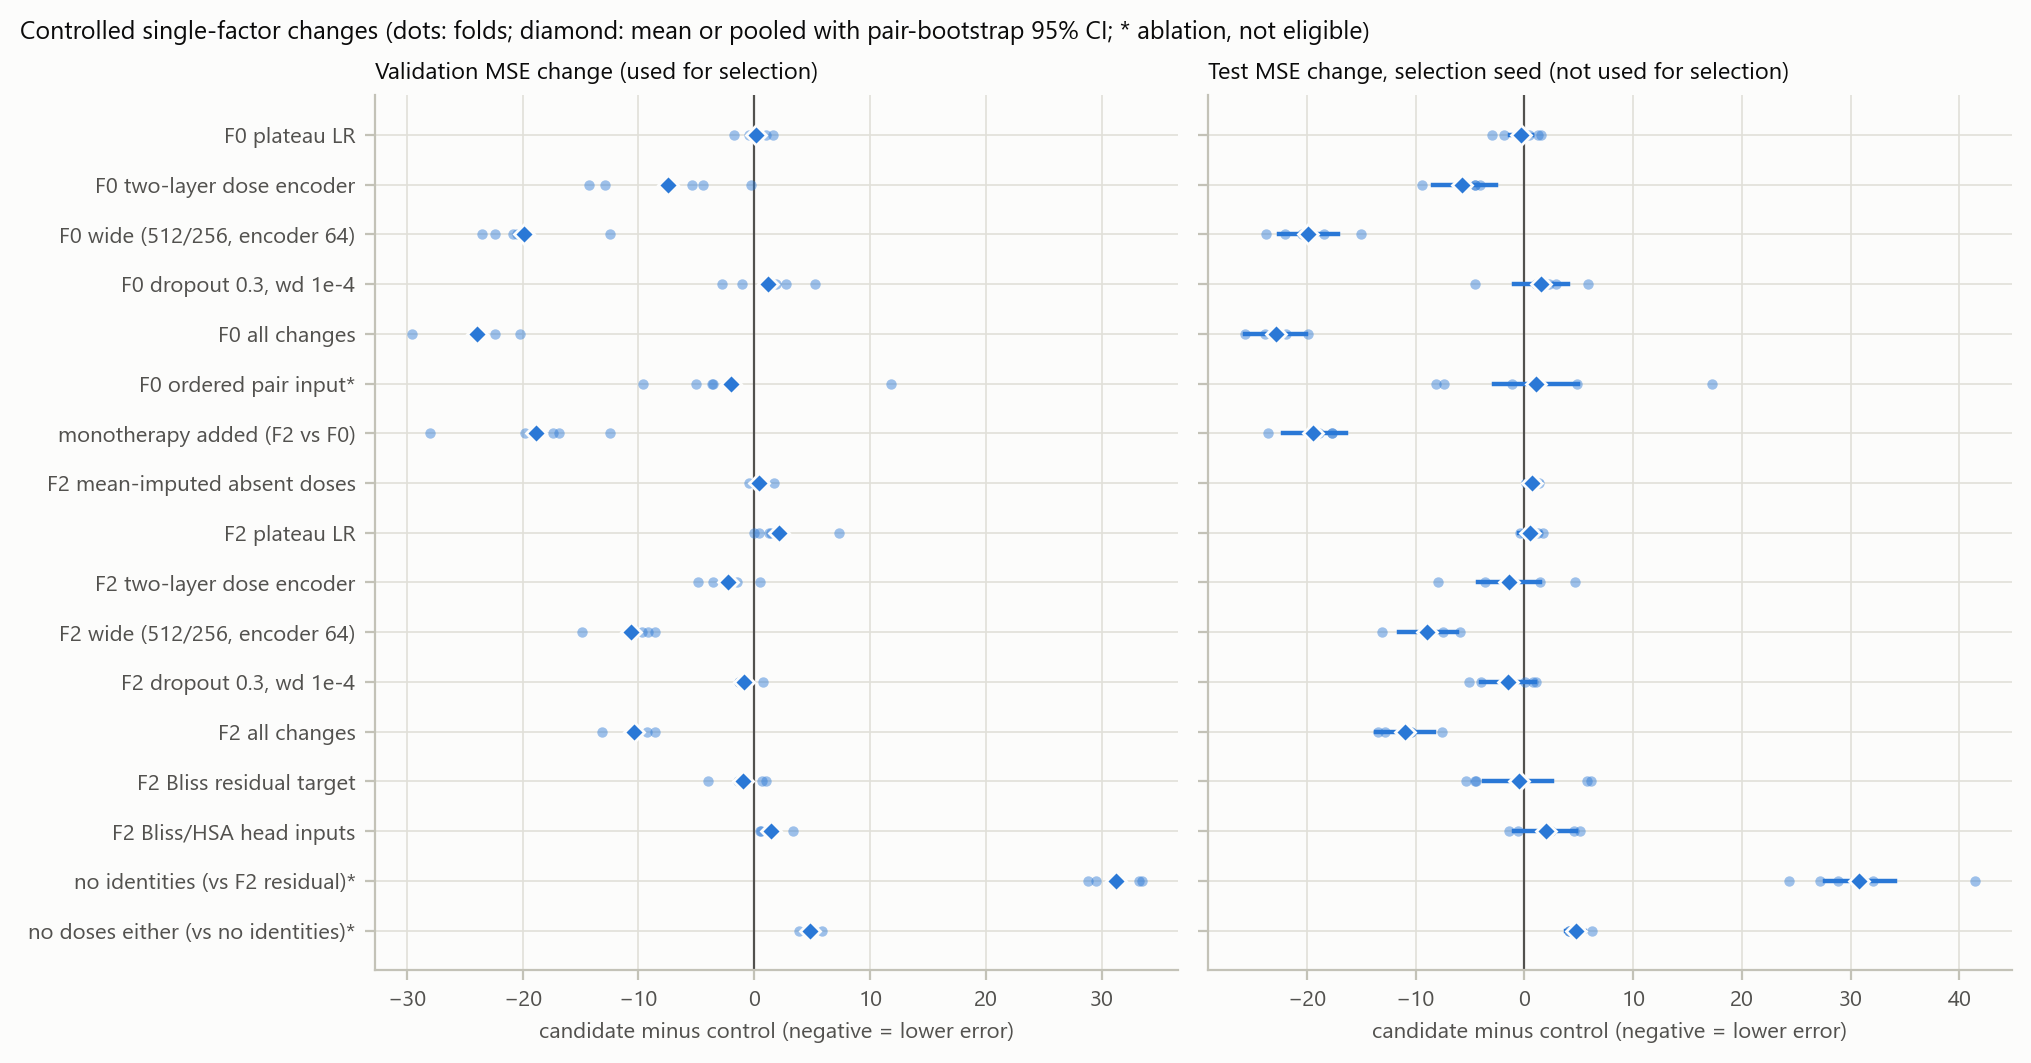 Controlled single-factor changes (dots: folds; diamond: mean or pooled with pair-bootstrap 95% CI; * ablation, not eligible)
Validation MSE change (used for selection)
Test MSE change, selection seed (not used for selection)
F0 plateau LR
F0 two-layer dose encoder
F0 wide (512/256, encoder 64)
F0 dropout 0.3, wd 1e-4
F0 all changes
F0 ordered pair input*
monotherapy added (F2 vs F0)
F2 mean-imputed absent doses
F2 plateau LR
F2 two-layer dose encoder
F2 wide (512/256, encoder 64)
F2 dropout 0.3, wd 1e-4
F2 all changes
F2 Bliss residual target
F2 Bliss/HSA head inputs
no identities (vs F2 residual)*
no doses either (vs no identities)*
−30 −20 −10 0 10 20 30
−20 −10 0 10 20 30 40
candidate minus control (negative = lower error)
candidate minus control (negative = lower error)